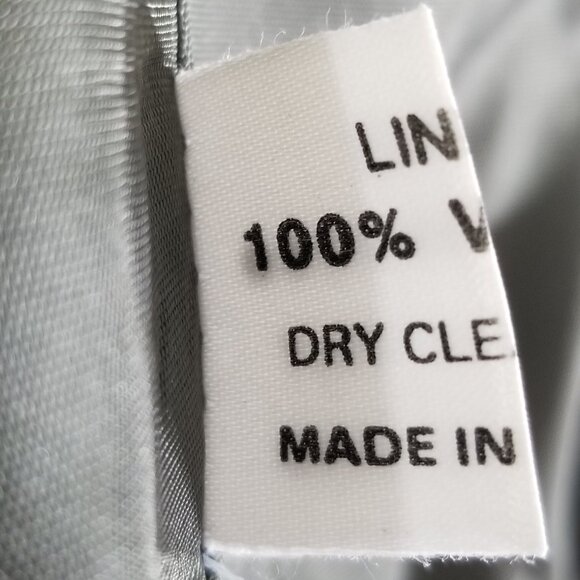 LIN
100% V
DRY CLE
MADE IN